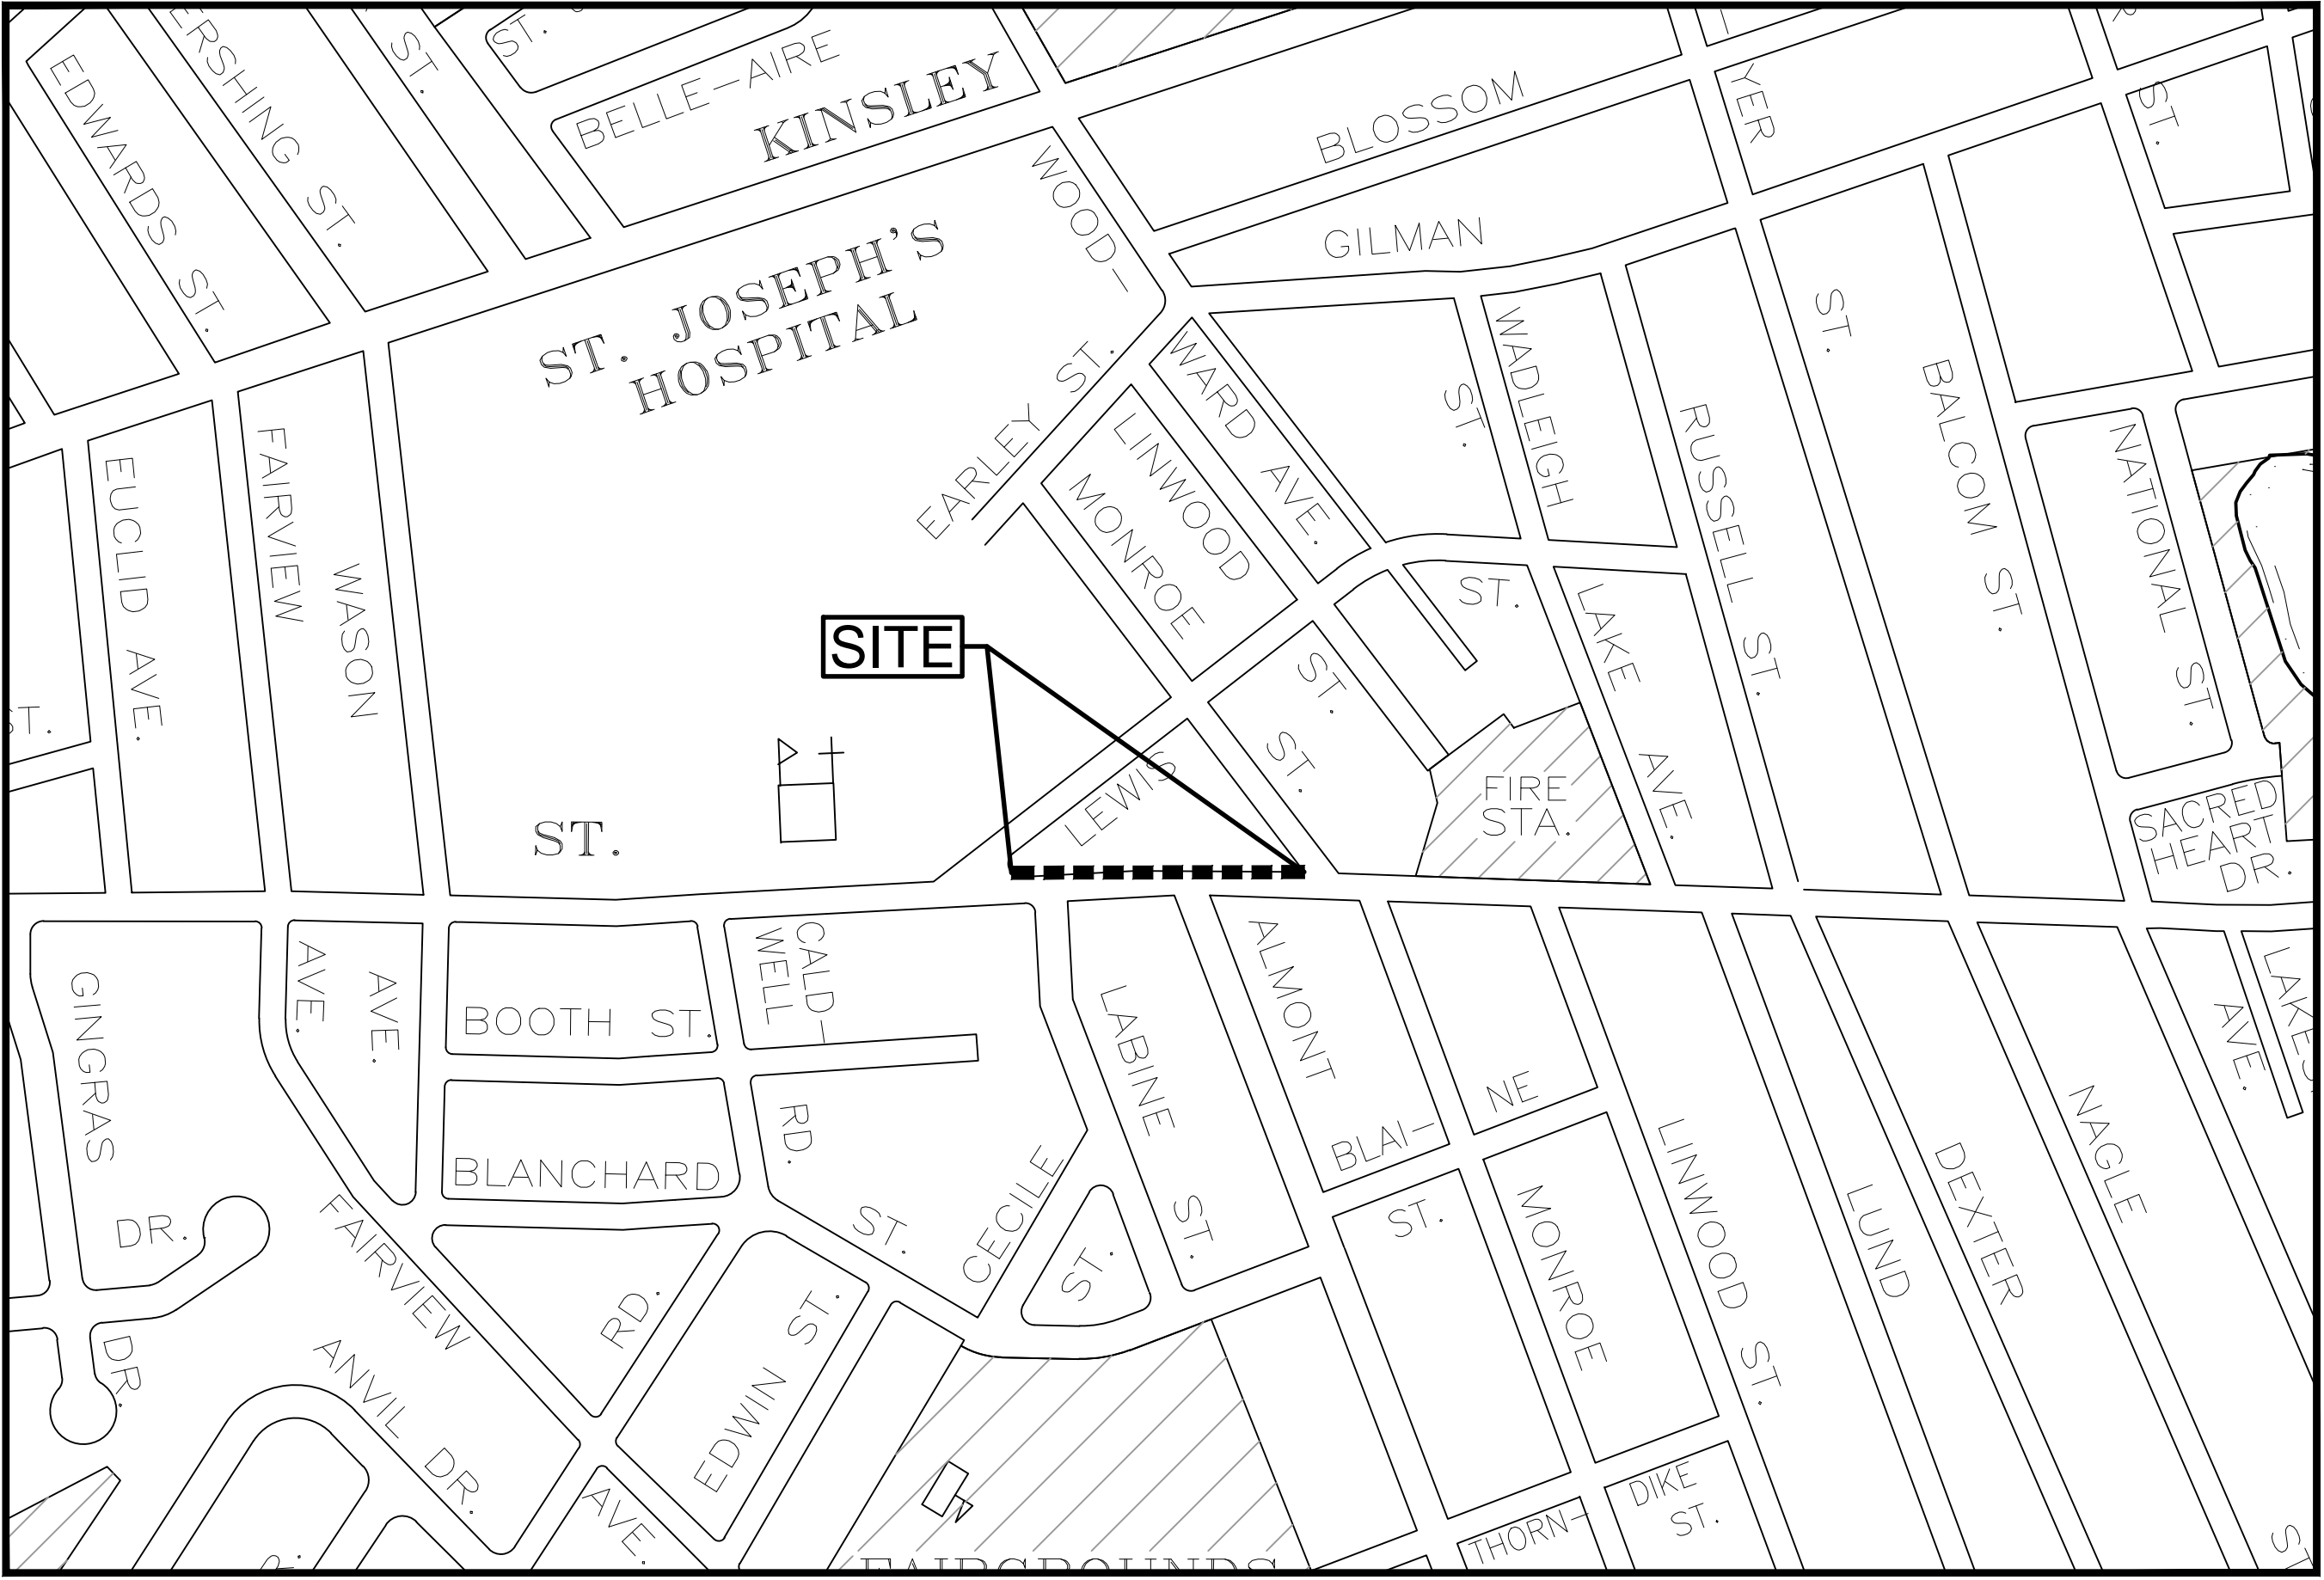 EDWARDS ST.
ERSHING ST.
ST.
ST.
BELLE-AIRE
KINSLEY
BLOSSOM
YER
ST.
WOOD-
GILMAN
ST. JOSEPH'S
HOSPITAL
EARLEY ST.
WARD AVE.
ST.
WADLEIGH
ST.
RUSSELL ST.
BALCOM ST.
NATIONAL ST.
EUCLID AVE.
FAIRVIEW
WASON
LINWOOD
MONROE
ST.
LAKE AVE.
ST.
ST.
ST.
SITE
LEWIS
FIRE
STA.
SACRED
HEART
DR.
ST.
GINGRAS
AVE.
AVE.
BOOTH ST.
CALD-
WELL
RD.
BLANCHARD
ST.
CECILE
ST.
LABINE ST.
ALMONT
BLAI-
NE
ST.
MONROE
LINWOOD ST.
LUND
DEXTER
NAGLE
AVE.
LAKES
DR.
DR.
FAIRVIEW
AVE.
ANVIL DR.
RD.
EDWIN ST.
DIKE
ST.
THORN-
FAIRGROUNDS